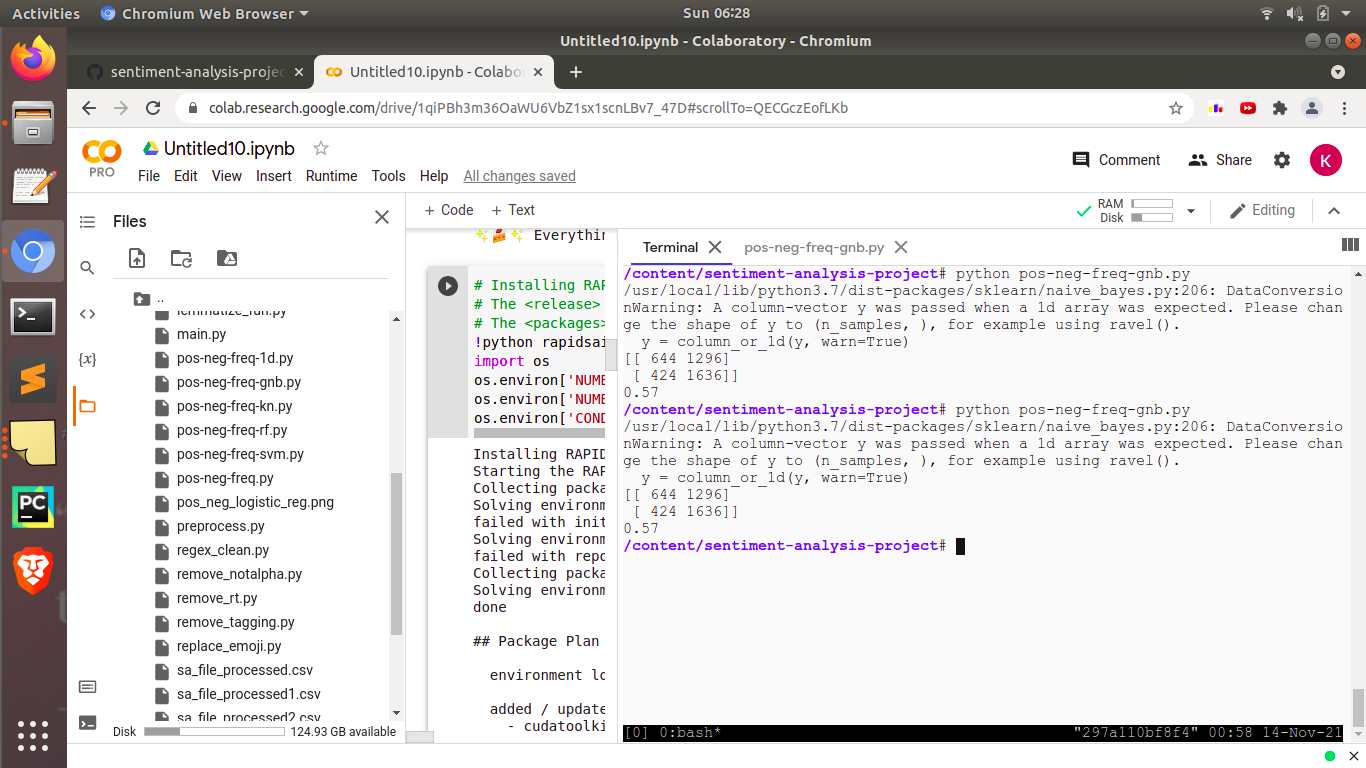 Activities
Chromium Web Browser
Sun 06:28
Untitled10.ipynb - Colaboratory - Chromium
sentiment-analysis-projec
Untitled10.ipynb - Colabo
colab.research.google.com/drive/1qiPBh3m36OaWU6VbZ1sx1scnLBv7_47D#scrollTo=QECGczEofLKb
PRO
Untitled10.ipynb
File Edit View Insert Runtime Tools Help All changes saved
Comment
Share
K
Files
+ Code + Text
RAM
Disk
Editing
..
lemmatize_fun.py
main.py
pos-neg-freq-1d.py
pos-neg-freq-gnb.py
pos-neg-freq-kn.py
pos-neg-freq-rf.py
pos-neg-freq-svm.py
pos-neg-freq.py
pos_neg_logistic_reg.png
preprocess.py
regex_clean.py
remove_notalpha.py
remove_rt.py
remove_tagging.py
replace_emoji.py
sa_file_processed.csv
sa_file_processed1.csv
sa_file_processed2.csv
Disk
124.93 GB available
{x}
PC
✨🍰✨ Everythin
# Installing RAP
# The <release>
# The <packages>
!python rapidsai
import os
os.environ['NUMB
os.environ['NUMB
os.environ['COND
Installing RAPID
Starting the RAP
Collecting packa
Solving environm
failed with init
Solving environm
failed with repo
Collecting packa
Solving environm
done
## Package Plan
environment lo
added / update
- cudatoolki
Terminal
pos-neg-freq-gnb.py
/content/sentiment-analysis-project# python pos-neg-freq-gnb.py
/usr/local/lib/python3.7/dist-packages/sklearn/naive_bayes.py:206: DataConversio
nWarning: A column-vector y was passed when a 1d array was expected. Please chan
ge the shape of y to (n_samples, ), for example using ravel().
y = column_or_1d(y, warn=True)
[[ 644 1296]
[ 424 1636]]
0.57
/content/sentiment-analysis-project# python pos-neg-freq-gnb.py
/usr/local/lib/python3.7/dist-packages/sklearn/naive_bayes.py:206: DataConversio
nWarning: A column-vector y was passed when a 1d array was expected. Please chan
ge the shape of y to (n_samples, ), for example using ravel().
y = column_or_1d(y, warn=True)
[[ 644 1296]
[ 424 1636]]
0.57
/content/sentiment-analysis-project#
[0] 0:bash*
"297a110bf8f4" 00:58 14-Nov-21